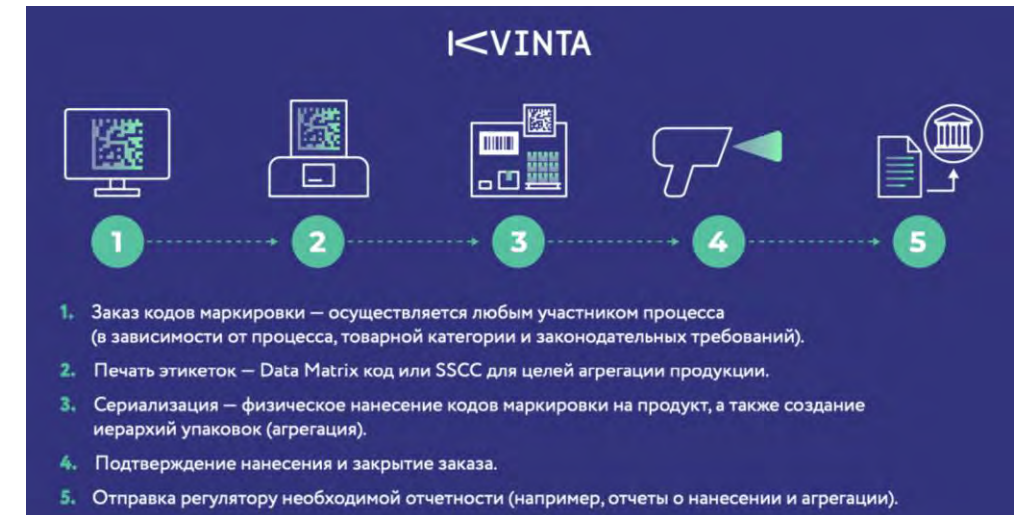 KVINTA
1 2 3 4 5
1. Заказ кодов маркировки — осуществляется любым участником процесса
(в зависимости от процесса, товарной категории и законодательных требований).
2. Печать этикеток — Data Matrix код или SSCC для целей агрегации продукции.
3. Сериализация — физическое нанесение кодов маркировки на продукт, а также создание
иерархий упаковок (агрегация).
4. Подтверждение нанесения и закрытие заказа.
5. Отправка регулятору необходимой отчетности (например, отчеты о нанесении и агрегации).